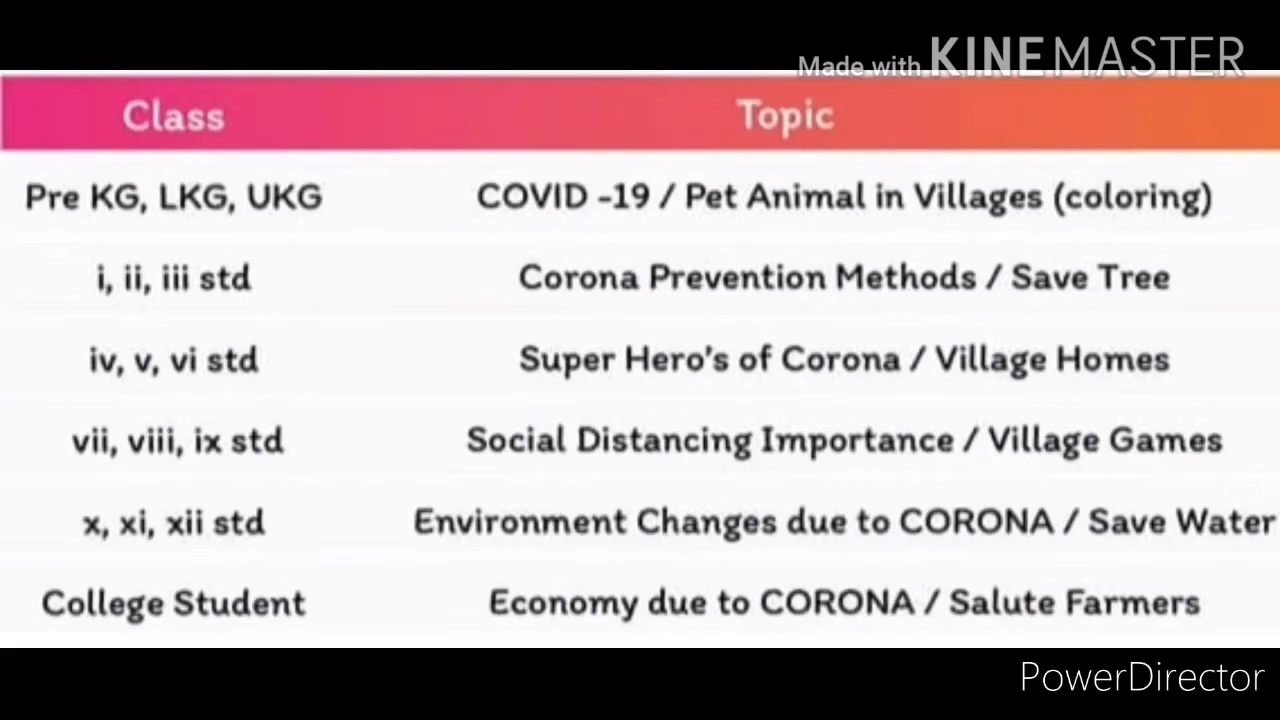 Made with KINEMASTER
Class Topic
Pre KG, LKG, UKG COVID -19 / Pet Animal in Villages (coloring)
i, ii, iii std Corona Prevention Methods / Save Tree
iv, v, vi std Super Hero's of Corona / Village Homes
vii, viii, ix std Social Distancing Importance / Village Games
x, xi, xii std Environment Changes due to CORONA / Save Water
College Student Economy due to CORONA / Salute Farmers
PowerDirector